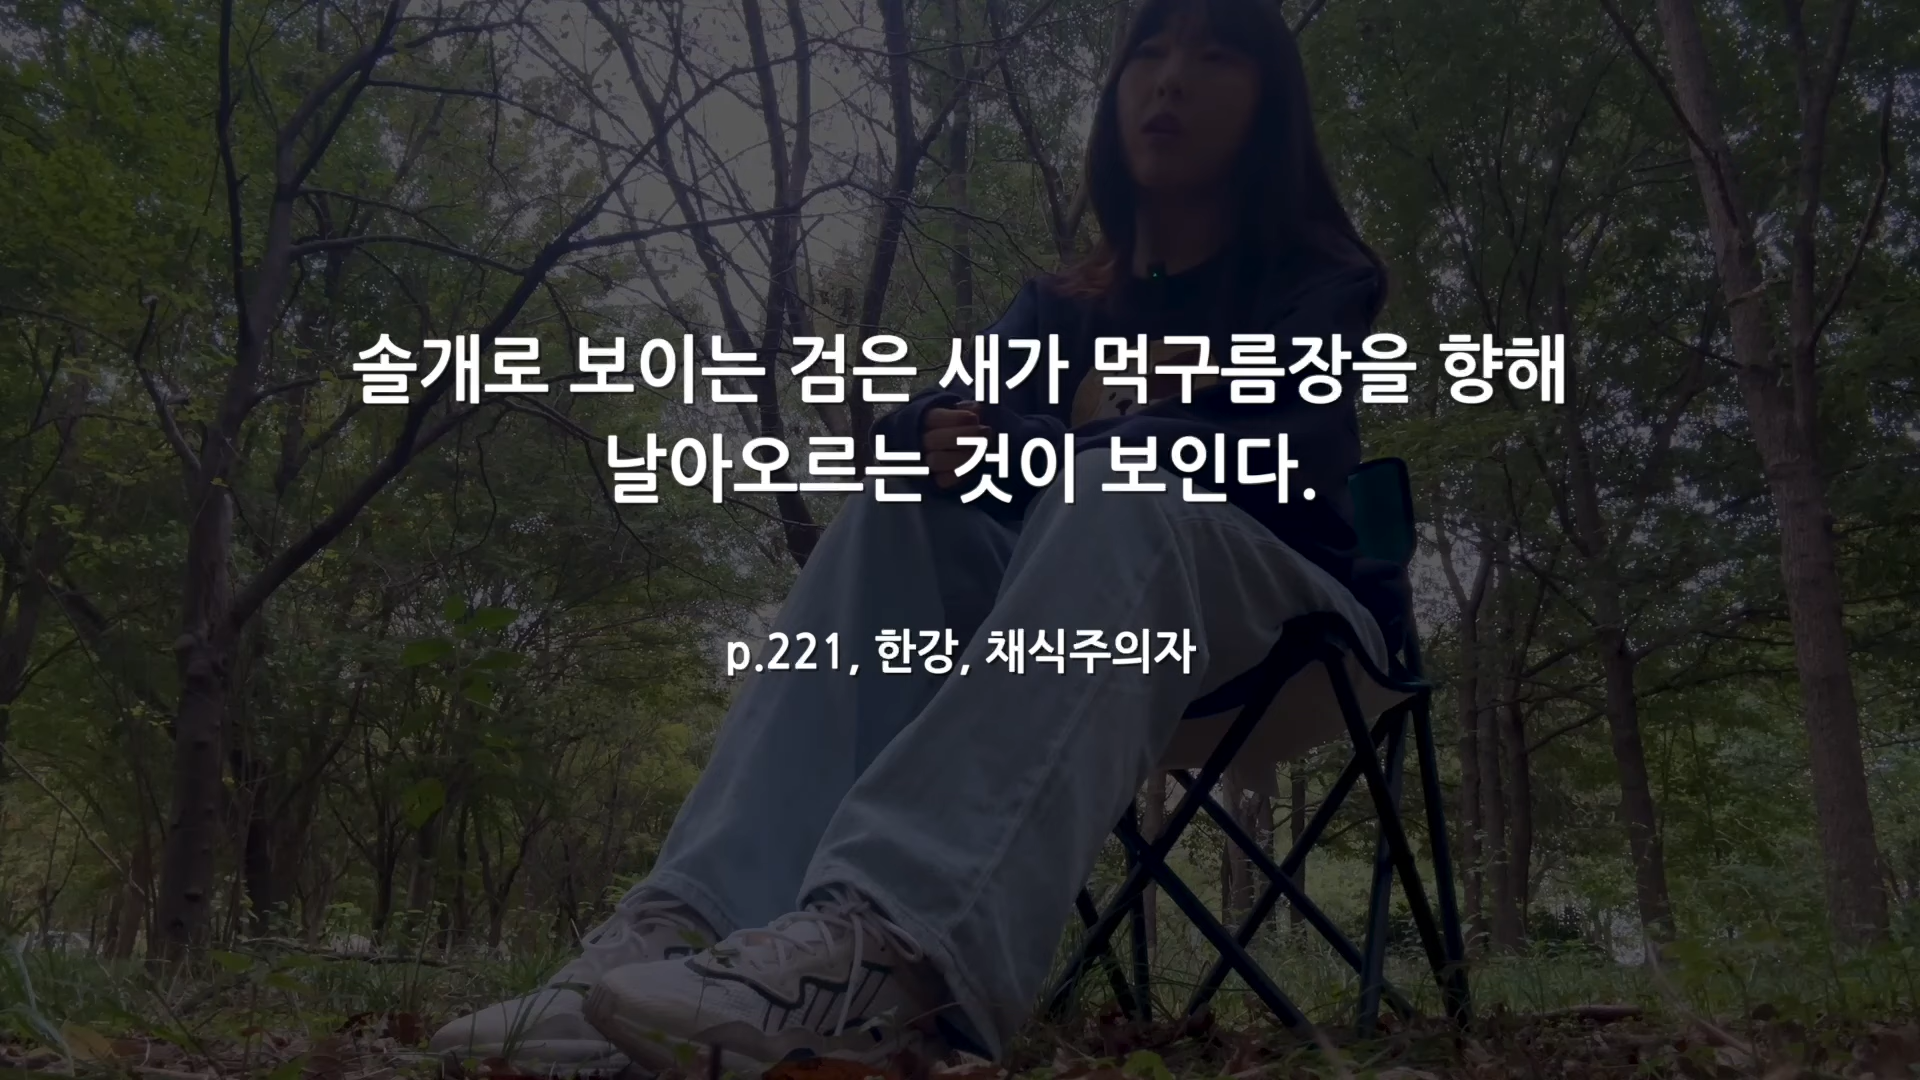 솔개로 보이는 검은 새가 먹구름장을 향해
날아오르는 것이 보인다.
p.221, 한강, 채식주의자